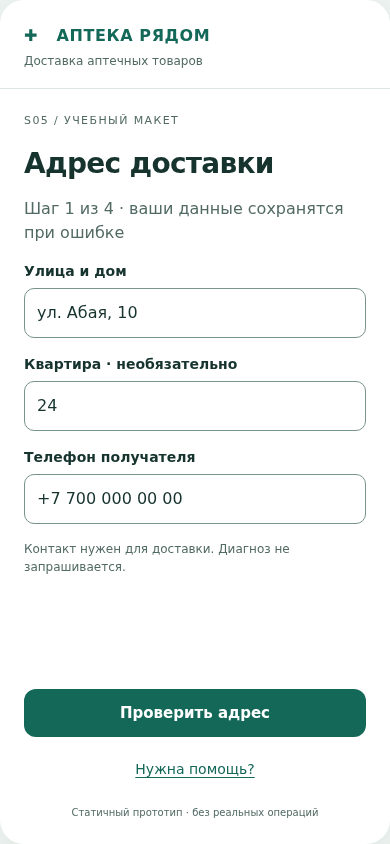 ✚ АПТЕКА РЯДОМ
Доставка аптечных товаров
S05 / УЧЕБНЫЙ МАКЕТ
Адрес доставки
Шаг 1 из 4 · ваши данные сохранятся
при ошибке
Улица и дом
ул. Абая, 10
Квартира · необязательно
24
Телефон получателя
+7 700 000 00 00
Контакт нужен для доставки. Диагноз не
запрашивается.
Проверить адрес
Нужна помощь?
Статичный прототип · без реальных операций